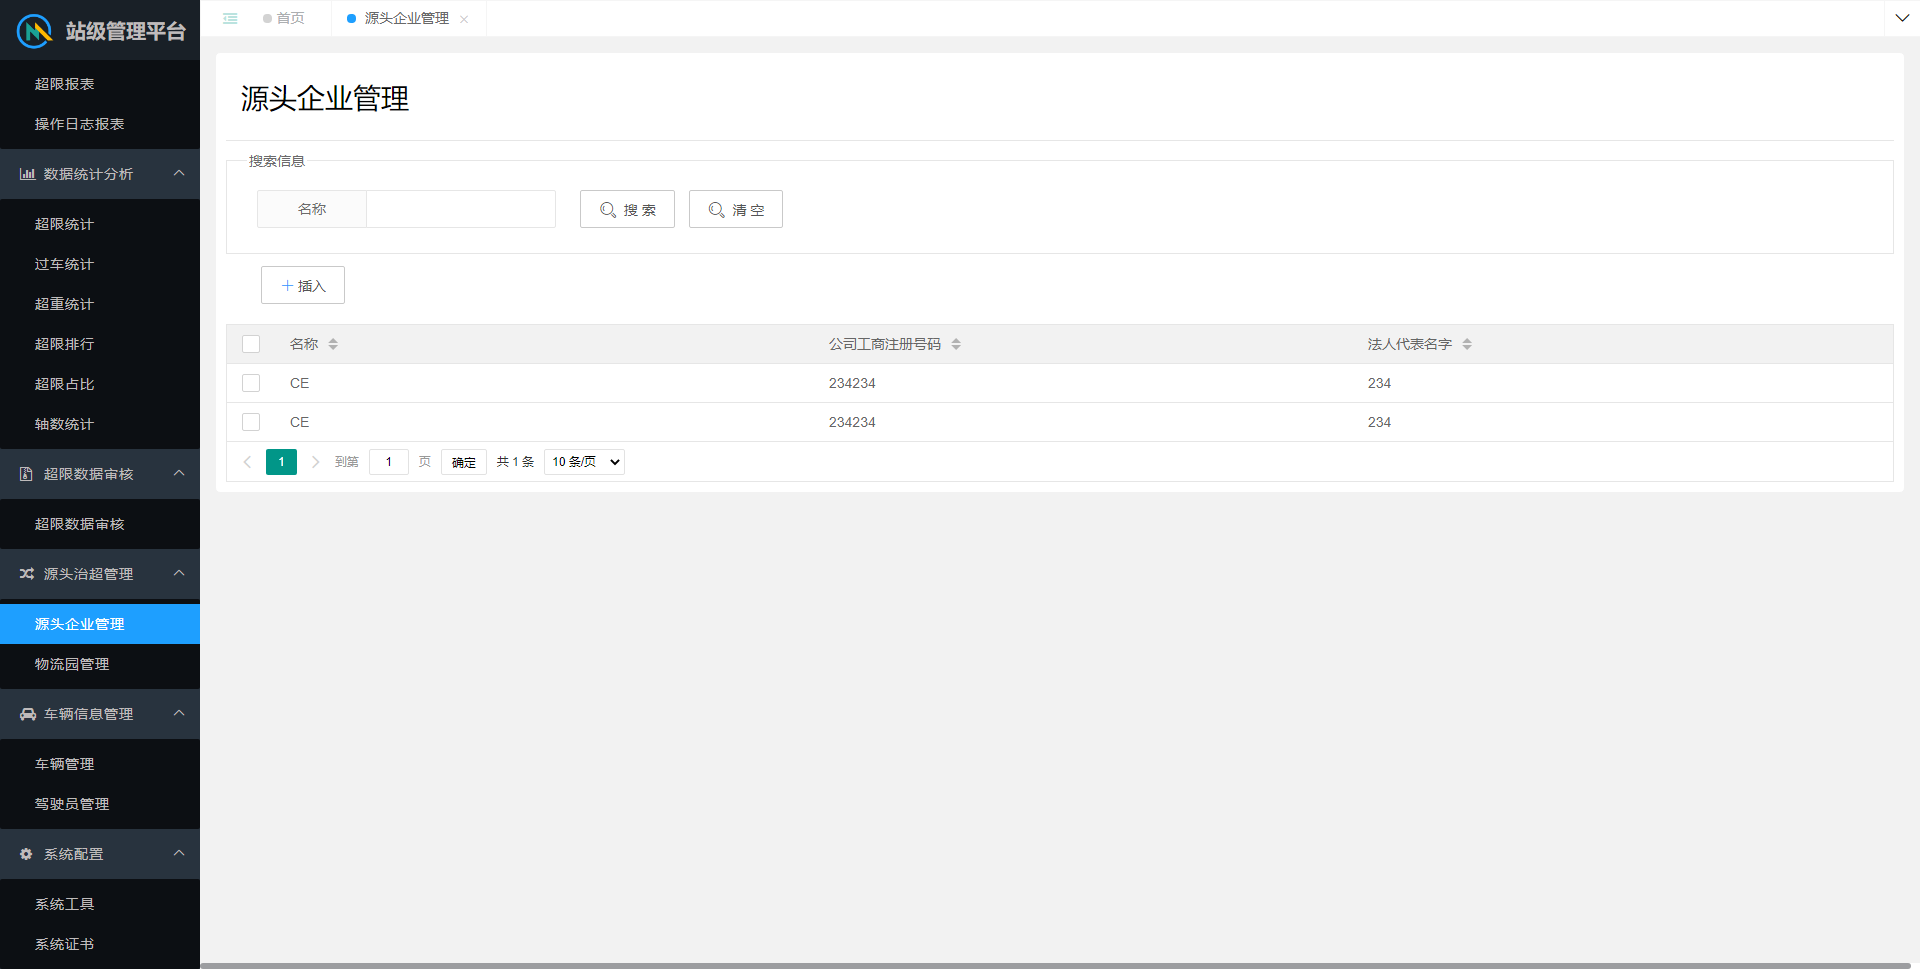 站级管理平台
首页
源头企业管理
超限报表
操作日志报表
数据统计分析
超限统计
过车统计
超重统计
超限排行
超限占比
轴数统计
超限数据审核
超限数据审核
源头治超管理
源头企业管理
物流园管理
车辆信息管理
车辆管理
驾驶员管理
系统配置
系统工具
系统证书
源头企业管理
搜索信息
名称 搜索 清空
插入
名称 公司工商注册号码 法人代表名字
CE 234234 234
CE 234234 234
1 到第 1 页 确定 共 1 条 10 条/页